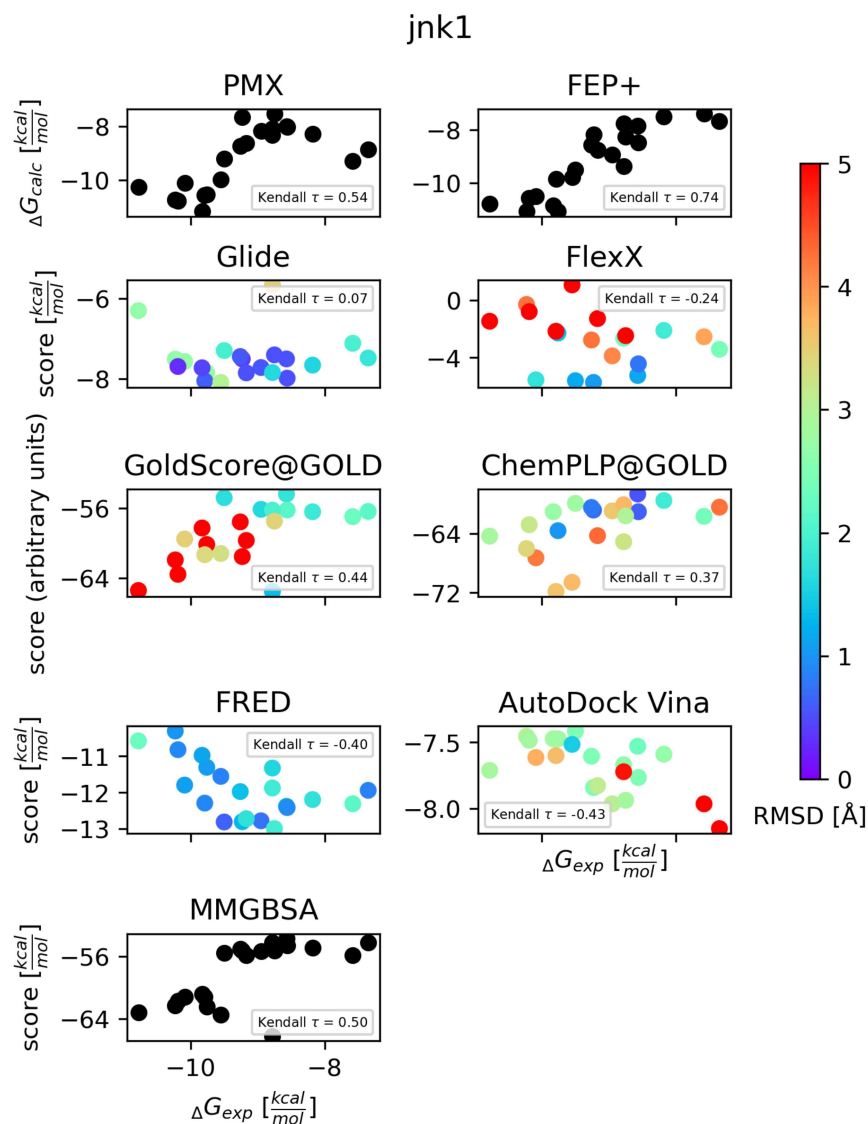 jnk1
PMX
FEP+
ΔG_calc [kcal/mol]
−8
−10
Kendall τ = 0.54
−8
−10
Kendall τ = 0.74
Glide
FlexX
score [kcal/mol]
−6
−8
Kendall τ = 0.07
0
−4
Kendall τ = -0.24
GoldScore@GOLD
ChemPLP@GOLD
score (arbitrary units)
−56
−64
Kendall τ = 0.44
−64
−72
Kendall τ = 0.37
FRED
AutoDock Vina
score [kcal/mol]
−11
−12
−13
Kendall τ = -0.40
−7.5
−8.0
Kendall τ = -0.43
ΔG_exp [kcal/mol]
MMGBSA
score [kcal/mol]
−56
−64
Kendall τ = 0.50
−10
−8
ΔG_exp [kcal/mol]
5
4
3
2
1
0
RMSD [Å]